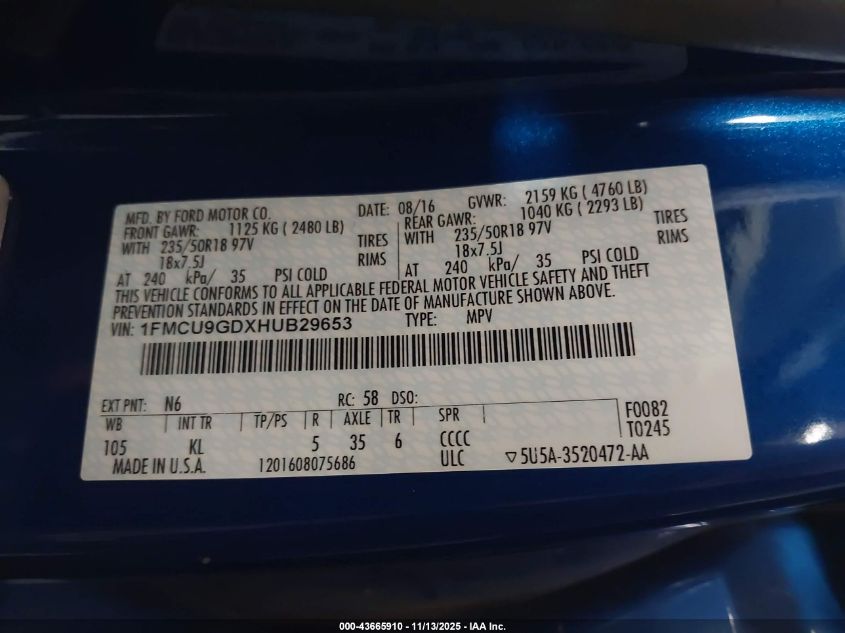 MFD. BY FORD MOTOR CO. DATE: 08/16 GVWR: 2159 KG ( 4760 LB)
FRONT GAWR: 1125 KG ( 2480 LB) REAR GAWR: 1040 KG ( 2293 LB)
WITH 235/50R18 97V TIRES WITH 235/50R18 97V TIRES
18x7.5J RIMS 18x7.5J RIMS
AT 240 kPa/ 35 PSI COLD AT 240 kPa/ 35 PSI COLD
THIS VEHICLE CONFORMS TO ALL APPLICABLE FEDERAL MOTOR VEHICLE SAFETY AND THEFT
PREVENTION STANDARDS IN EFFECT ON THE DATE OF MANUFACTURE SHOWN ABOVE.
VIN: 1FMCU9GDXHUB29653 TYPE: MPV
EXT PNT: N6 RC: 58 DSO:
WB INT TR TP/PS R AXLE TR SPR F0082
105 KL 5 35 6 CCCC T0245
MADE IN U.S.A. 1201608075686 ULC ▽5U5A-3520472-AA
000-43665910 - 11/13/2025 - IAA Inc.